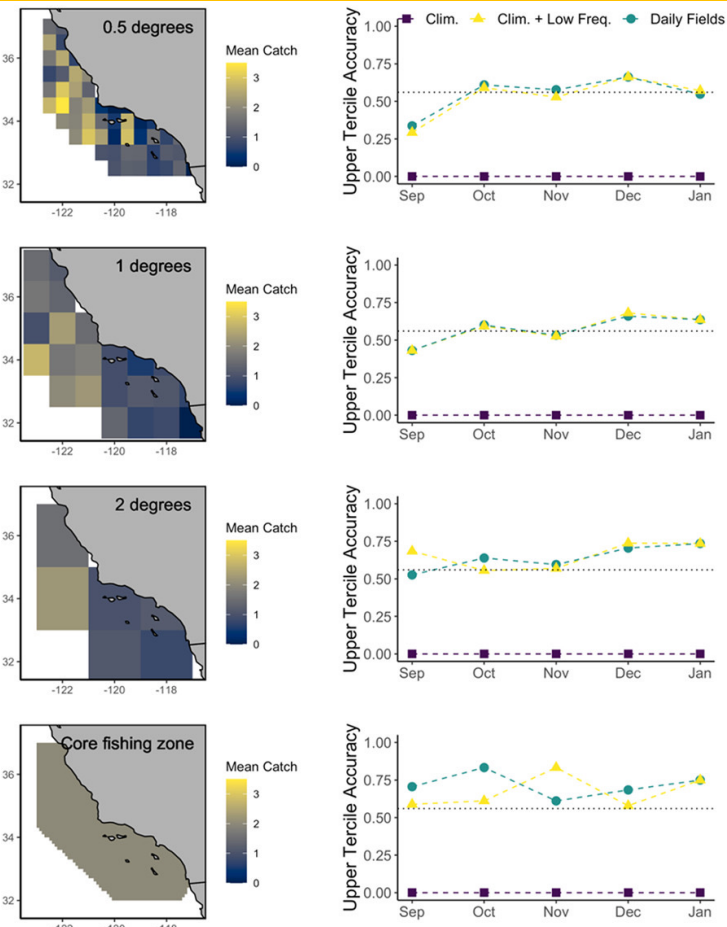 0.5 degrees
Mean Catch
3
2
1
0
36
34
32
-122
-120
-118
Clim.
Clim. + Low Freq.
Daily Fields
Upper Tercile Accuracy
1.00
0.75
0.50
0.25
0.00
Sep
Oct
Nov
Dec
Jan
1 degrees
Mean Catch
3
2
1
0
36
34
32
-122
-120
-118
Upper Tercile Accuracy
1.00
0.75
0.50
0.25
0.00
Sep
Oct
Nov
Dec
Jan
2 degrees
Mean Catch
3
2
1
0
36
34
32
-122
-120
-118
Upper Tercile Accuracy
1.00
0.75
0.50
0.25
0.00
Sep
Oct
Nov
Dec
Jan
Core fishing zone
Mean Catch
3
2
1
0
36
34
32
Upper Tercile Accuracy
1.00
0.75
0.50
0.25
0.00
Sep
Oct
Nov
Dec
Jan